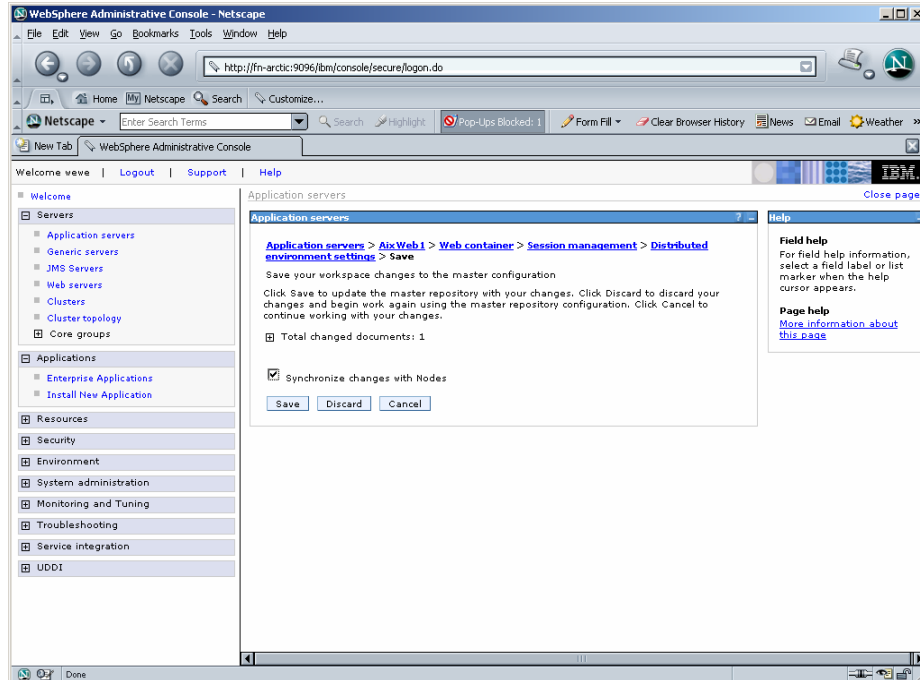 WebSphere Administrative Console - Netscape
File Edit View Go Bookmarks Tools Window Help
http://fn-arctic:9096/ibm/console/secure/logon.do
Home My Netscape Search Customize...
Netscape Enter Search Terms Search Highlight Pop-Ups Blocked: 1 Form Fill Clear Browser History News Email Weather »
New Tab WebSphere Administrative Console
Welcome vewe | Logout | Support | Help IBM.
Welcome
Servers
Application servers
Generic servers
JMS Servers
Web servers
Clusters
Cluster topology
Core groups
Applications
Enterprise Applications
Install New Application
Resources
Security
Environment
System administration
Monitoring and Tuning
Troubleshooting
Service integration
UDDI
Application servers Close page
Application servers ? -
Application servers > AixWeb1 > Web container > Session management > Distributed
environment settings > Save
Save your workspace changes to the master configuration
Click Save to update the master repository with your changes. Click Discard to discard your
changes and begin work again using the master repository configuration. Click Cancel to
continue working with your changes.
Total changed documents: 1
Synchronize changes with Nodes
Save Discard Cancel
Help
Field help
For field help information,
select a field label or list
marker when the help
cursor appears.
Page help
More information about
this page
Done